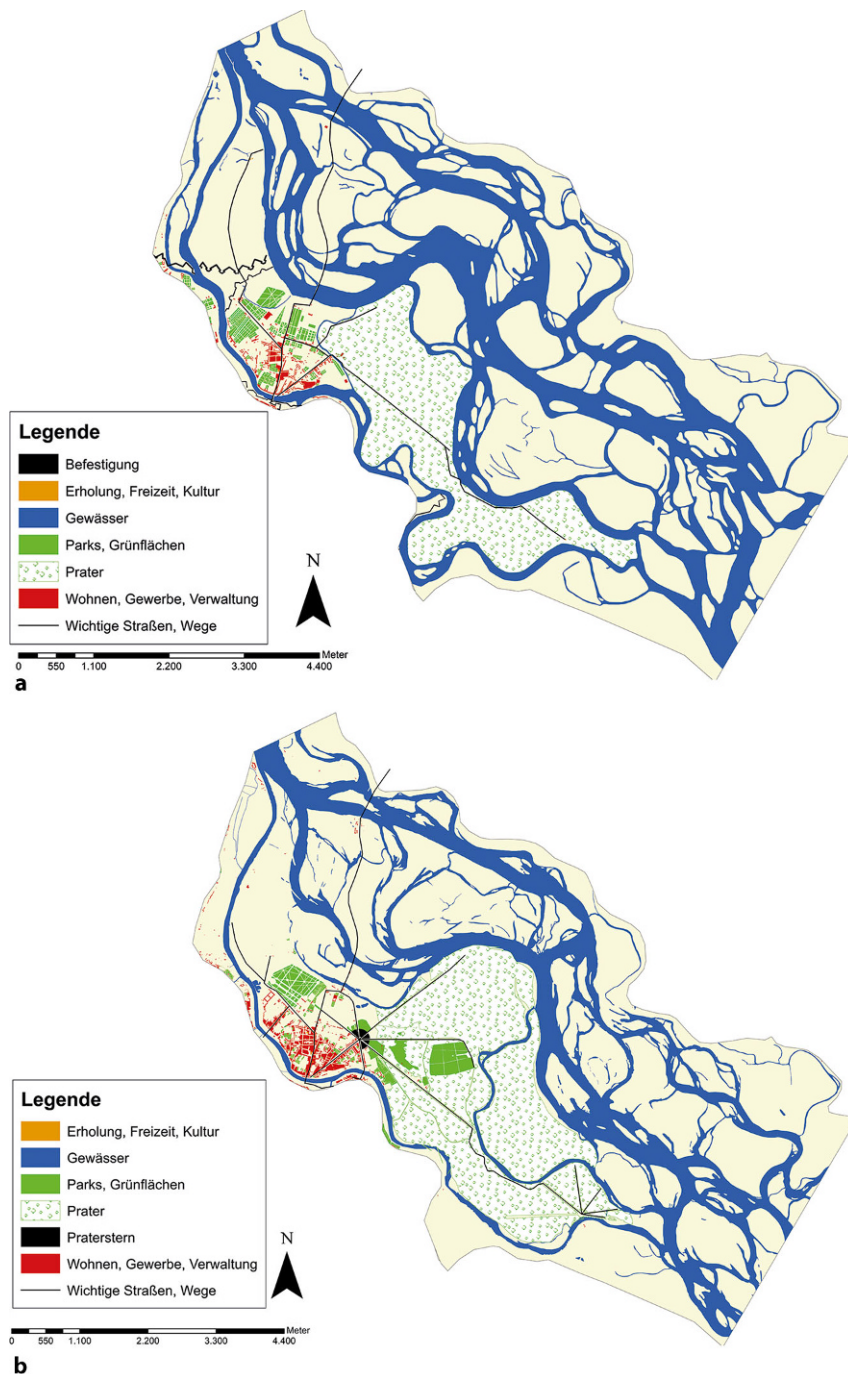 N
Legende
Befestigung
Erholung, Freizeit, Kultur
Gewässer
Parks, Grünflächen
Prater
Wohnen, Gewerbe, Verwaltung
Wichtige Straßen, Wege
Meter
0 550 1.100 2.200 3.300 4.400
a
N
Legende
Erholung, Freizeit, Kultur
Gewässer
Parks, Grünflächen
Prater
Praterstern
Wohnen, Gewerbe, Verwaltung
Wichtige Straßen, Wege
Meter
0 550 1.100 2.200 3.300 4.400
b